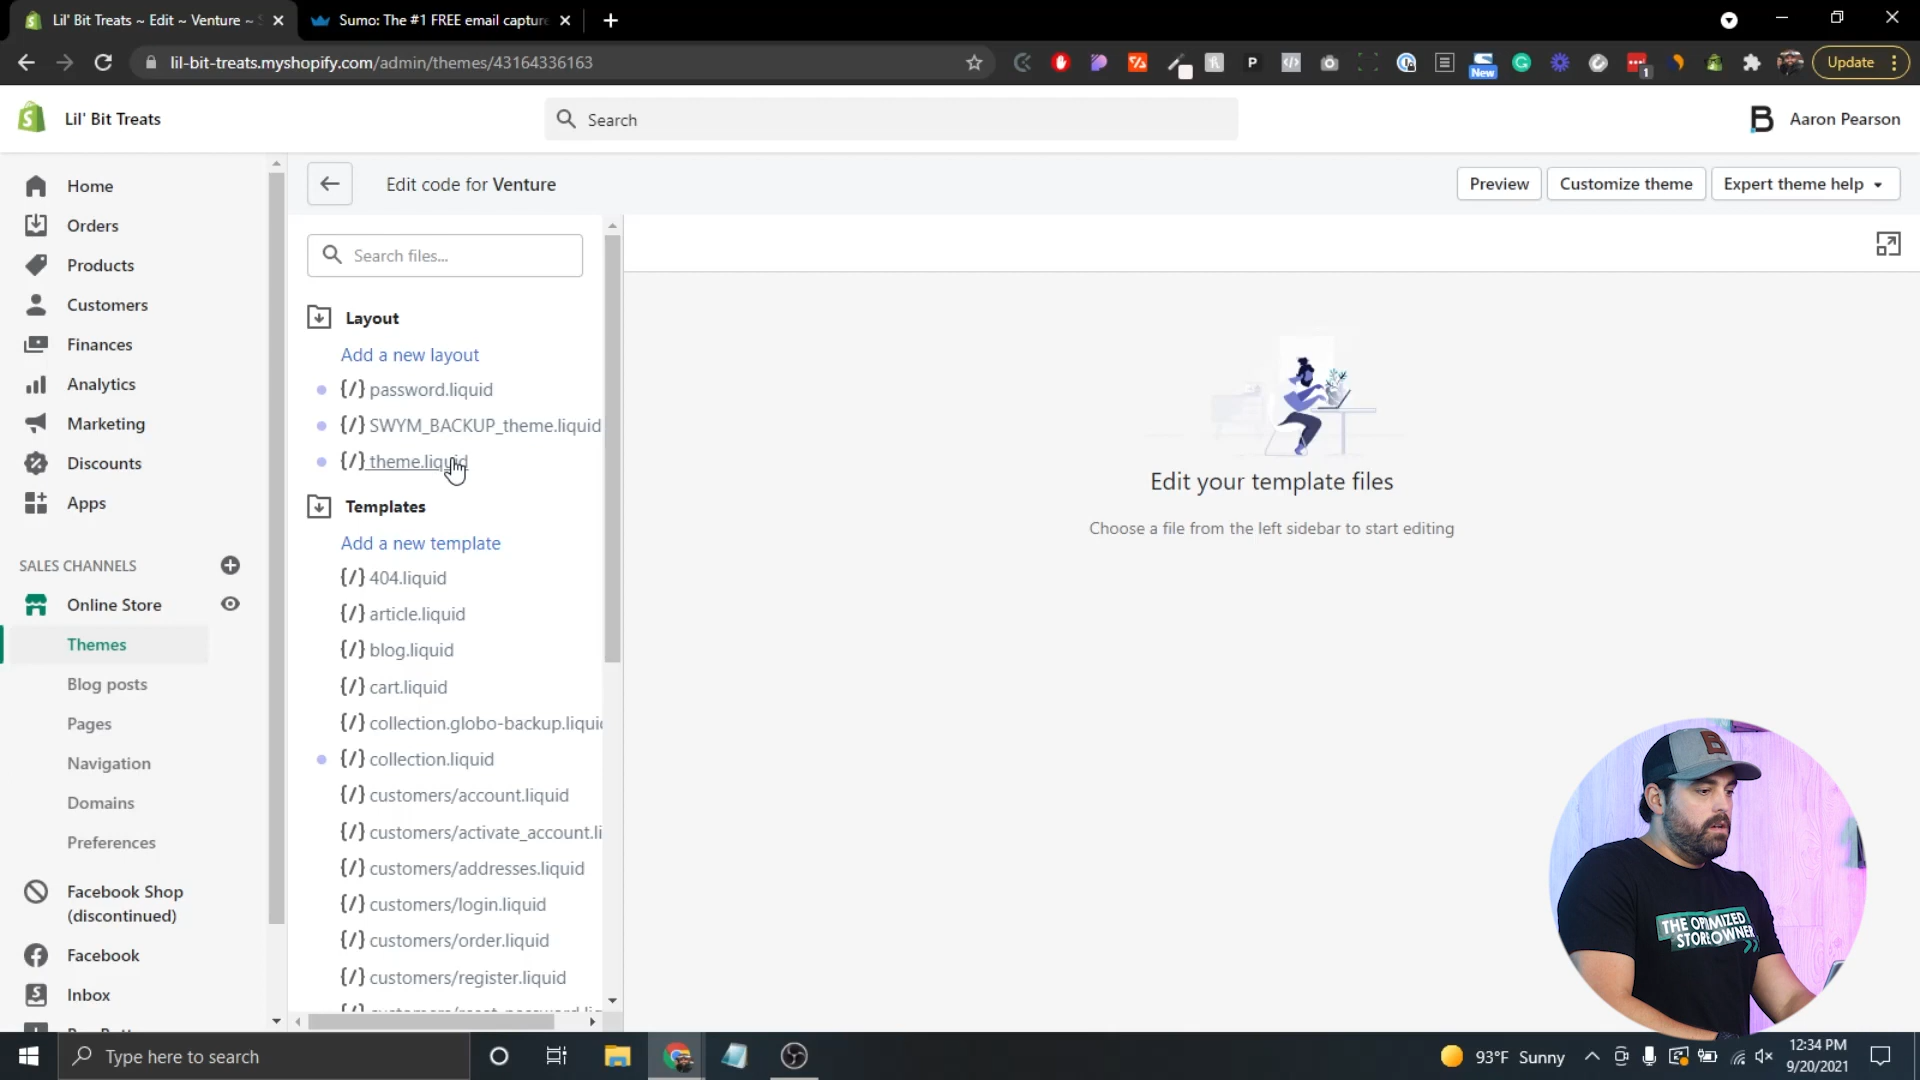 Lil' Bit Treats ~ Edit ~ Venture ~ S
Sumo: The #1 FREE email capture
lil-bit-treats.myshopify.com/admin/themes/43164336163
P
New
1
Update
Lil' Bit Treats
Search
Aaron Pearson
Home
Orders
Products
Customers
Finances
Analytics
Marketing
Discounts
Apps
SALES CHANNELS
Online Store
Themes
Blog posts
Pages
Navigation
Domains
Preferences
Facebook Shop
(discontinued)
Facebook
Inbox
Edit code for Venture
Preview
Customize theme
Expert theme help
Search files...
Layout
Add a new layout
{/} password.liquid
{/} SWYM_BACKUP_theme.liquid
{/} theme.liquid
Templates
Add a new template
{/} 404.liquid
{/} article.liquid
{/} blog.liquid
{/} cart.liquid
{/} collection.globo-backup.liquid
{/} collection.liquid
{/} customers/account.liquid
{/} customers/activate_account.li
{/} customers/addresses.liquid
{/} customers/login.liquid
{/} customers/order.liquid
{/} customers/register.liquid
Edit your template files
Choose a file from the left sidebar to start editing
B
THE OPTIMIZED
STORE OWNER
Type here to search
93°F Sunny
12:34 PM
9/20/2021